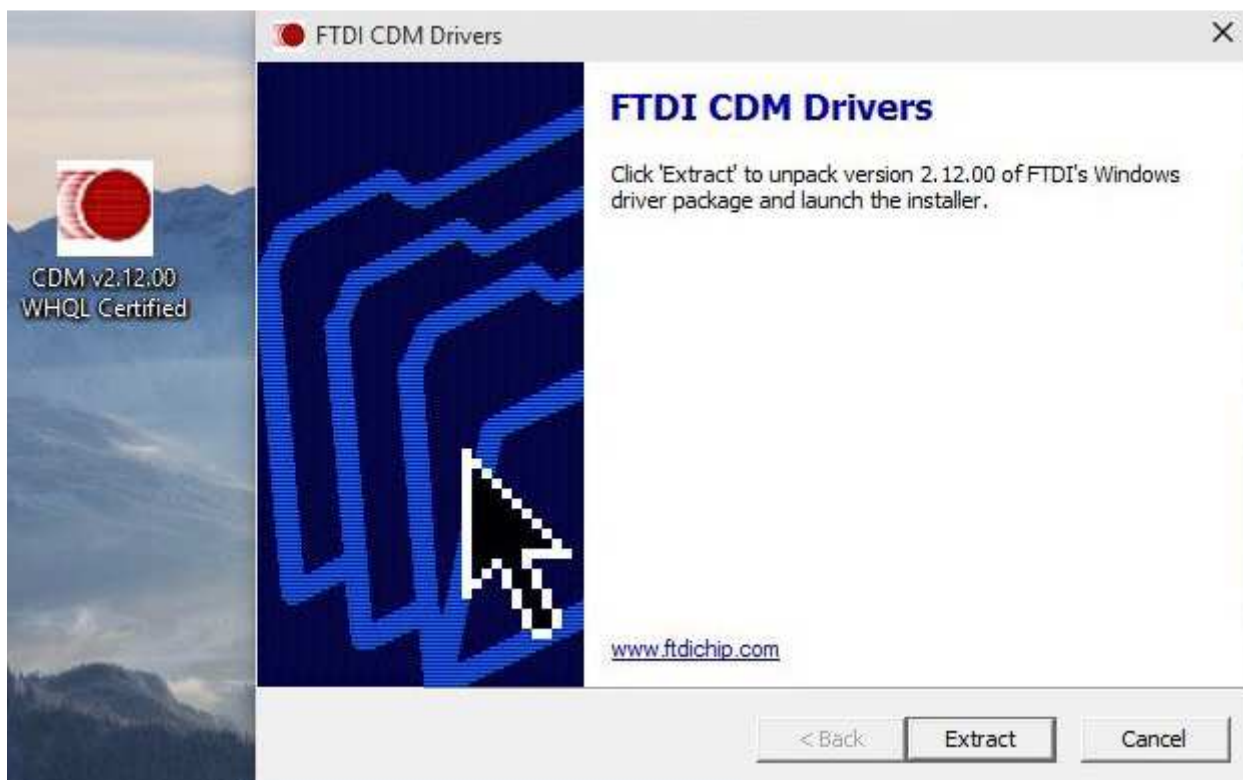 FTDI CDM Drivers
CDM v2.12.00
WHQL Certified
FTDI CDM Drivers
Click 'Extract' to unpack version 2.12.00 of FTDI's Windows
driver package and launch the installer.
www.ftdichip.com
< Back
Extract
Cancel